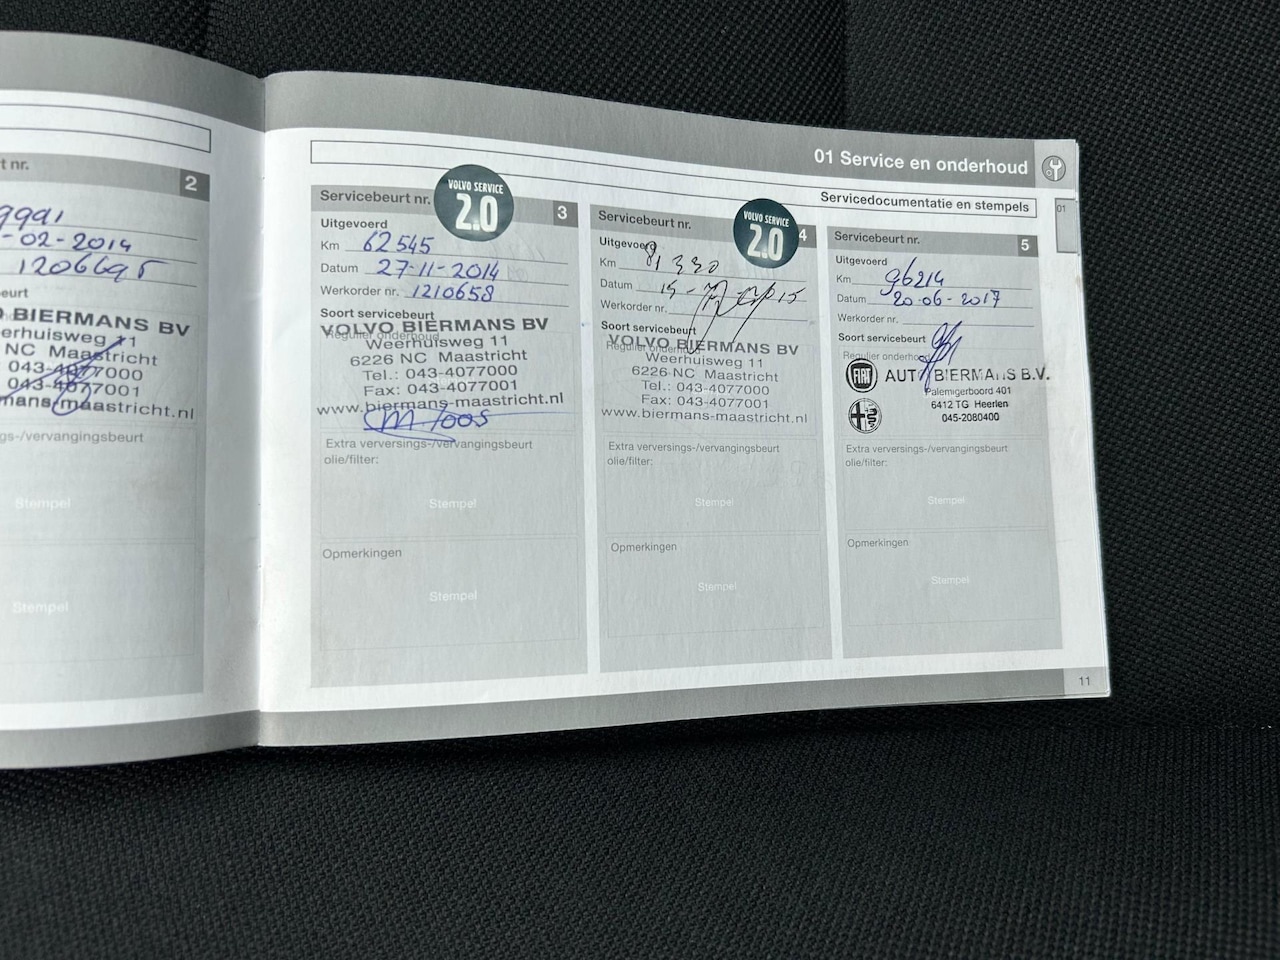 t nr.
2
-02-2014
1206695
eurt
O BIERMANS BV
erhuisweg 11
NC Maastricht
043-4077000
043-4077001
mans-maastricht.nl
gs-/vervangingsbeurt
Stempel
Stempel
01 Service en onderhoud
Servicedocumentatie en stempels
01
Servicebeurt nr.
VOLVO SERVICE
2.0
3
Uitgevoerd
Km 62545
Datum 27-11-2014
Werkorder nr. 1210658
Soort servicebeurt
Regulier onderhoud
VOLVO BIERMANS BV
Weerhuisweg 11
6226 NC Maastricht
Tel.: 043-4077000
Fax: 043-4077001
www.biermans-maastricht.nl
Extra verversings-/vervangingsbeurt
olie/filter:
Stempel
Opmerkingen
Stempel
Servicebeurt nr.
VOLVO SERVICE
2.0
4
Uitgevoerd
Km 81330
Datum
Werkorder nr.
Soort servicebeurt
Regulier onderhoud
VOLVO BIERMANS BV
Weerhuisweg 11
6226 NC Maastricht
Tel.: 043-4077000
Fax: 043-4077001
www.biermans-maastricht.nl
Extra verversings-/vervangingsbeurt
olie/filter:
Stempel
Opmerkingen
Stempel
Servicebeurt nr.
5
Uitgevoerd
Km 96214
Datum 20-06-2017
Werkorder nr.
Soort servicebeurt
Regulier onderhoud
FIAT
AUTO BIERMANS B.V.
Palemigerboord 401
6412 TG Heerlen
045-2080400
Extra verversings-/vervangingsbeurt
olie/filter:
Stempel
Opmerkingen
Stempel
11